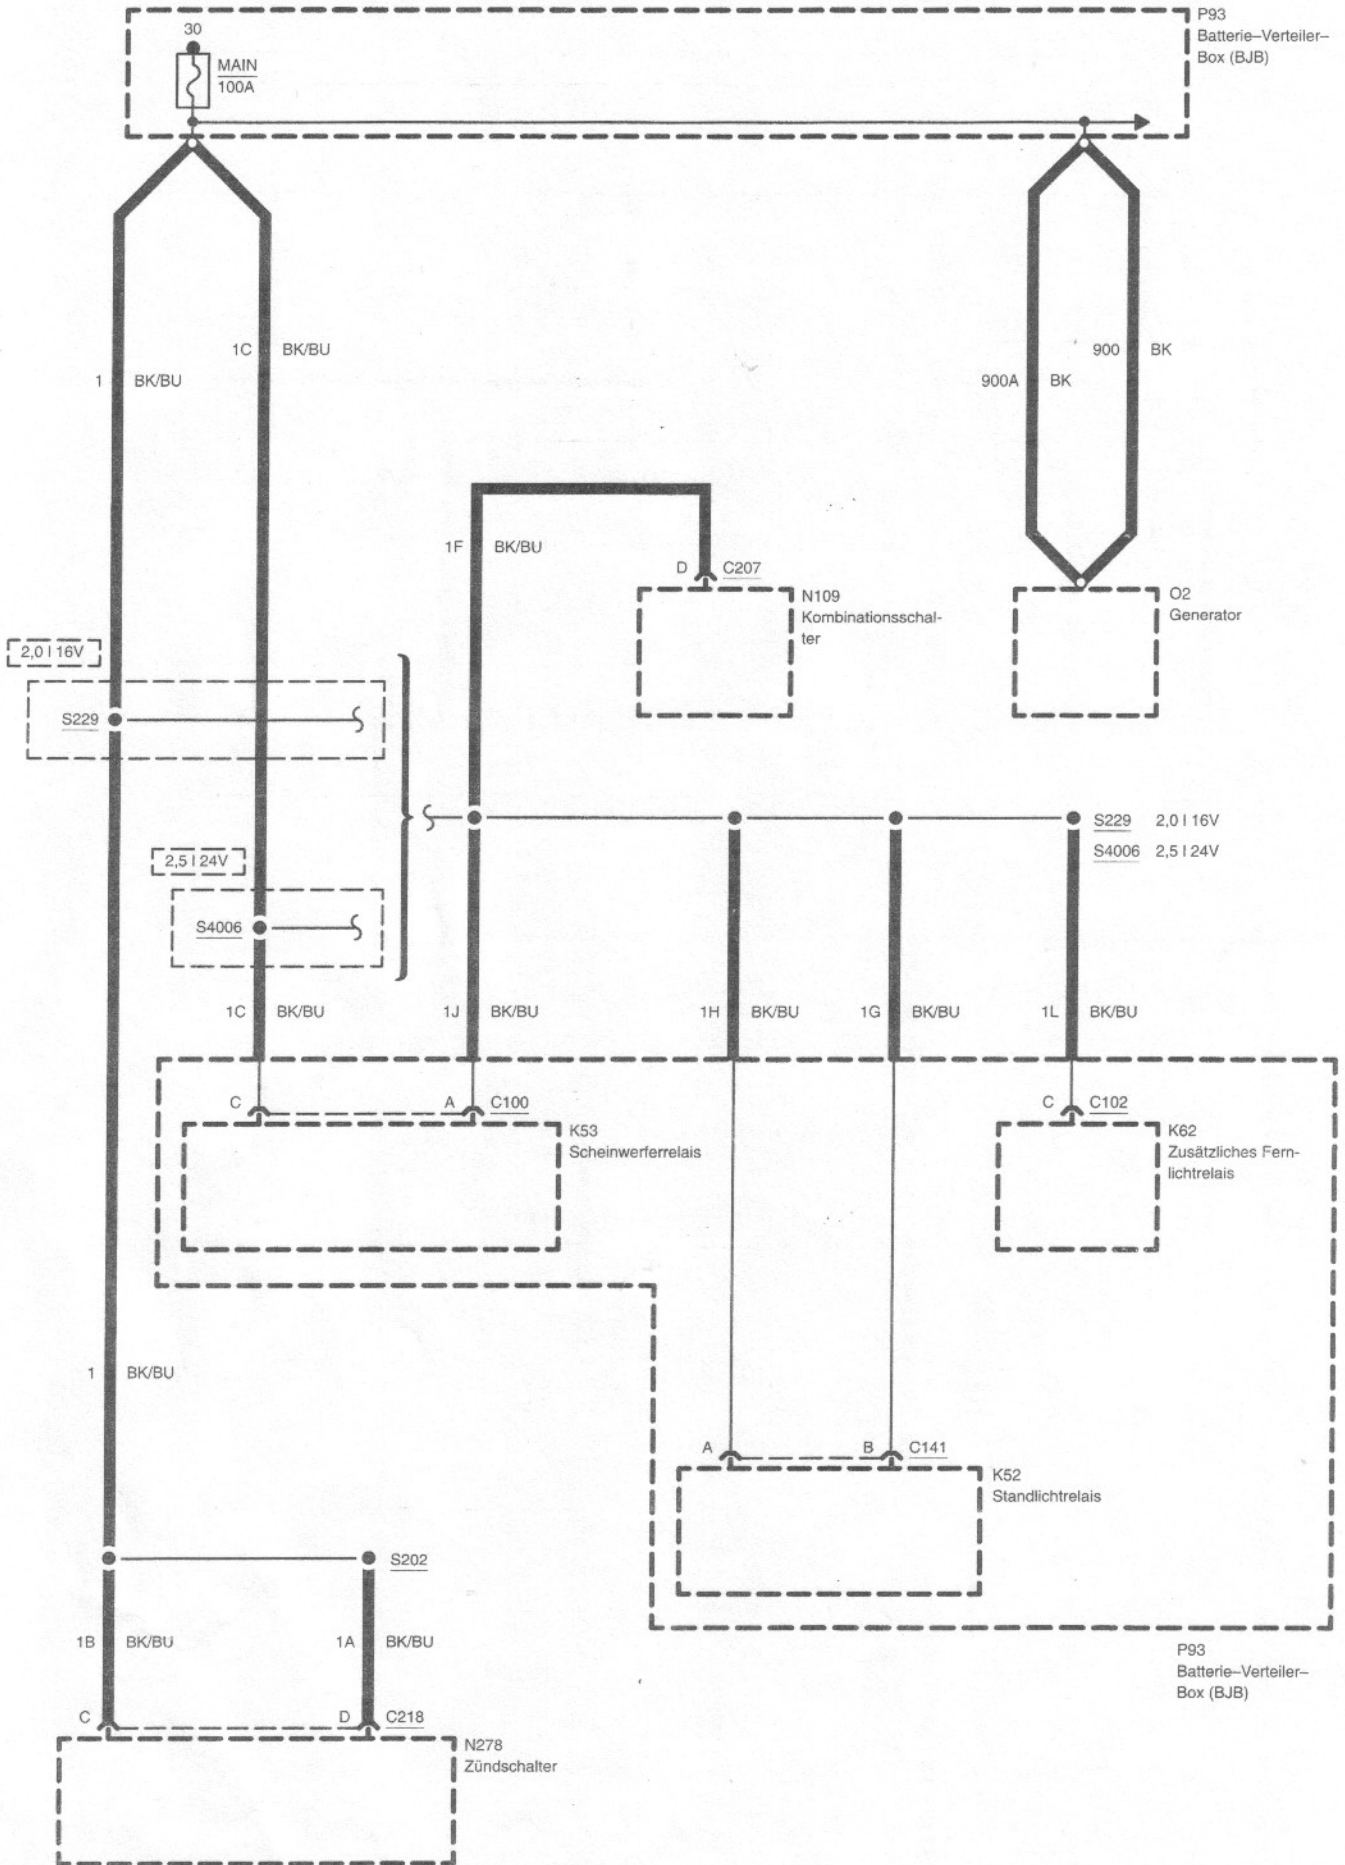 P93
Batterie–Verteiler–
Box (BJB)
30
MAIN
100A
1C BK/BU
1 BK/BU
900 BK
900A BK
1F BK/BU
D C207
N109
Kombinationsschal-
ter
O2
Generator
2,0 l 16V
S229
S229 2,0 l 16V
S4006 2,5 l 24V
2,5 l 24V
S4006
1C BK/BU
1J BK/BU
1H BK/BU
1G BK/BU
1L BK/BU
C A C100
K53
Scheinwerferrelais
C C102
K62
Zusätzliches Fern-
lichtrelais
1 BK/BU
A B C141
K52
Standlichtrelais
S202
1B BK/BU
1A BK/BU
P93
Batterie–Verteiler–
Box (BJB)
C D C218
N278
Zündschalter